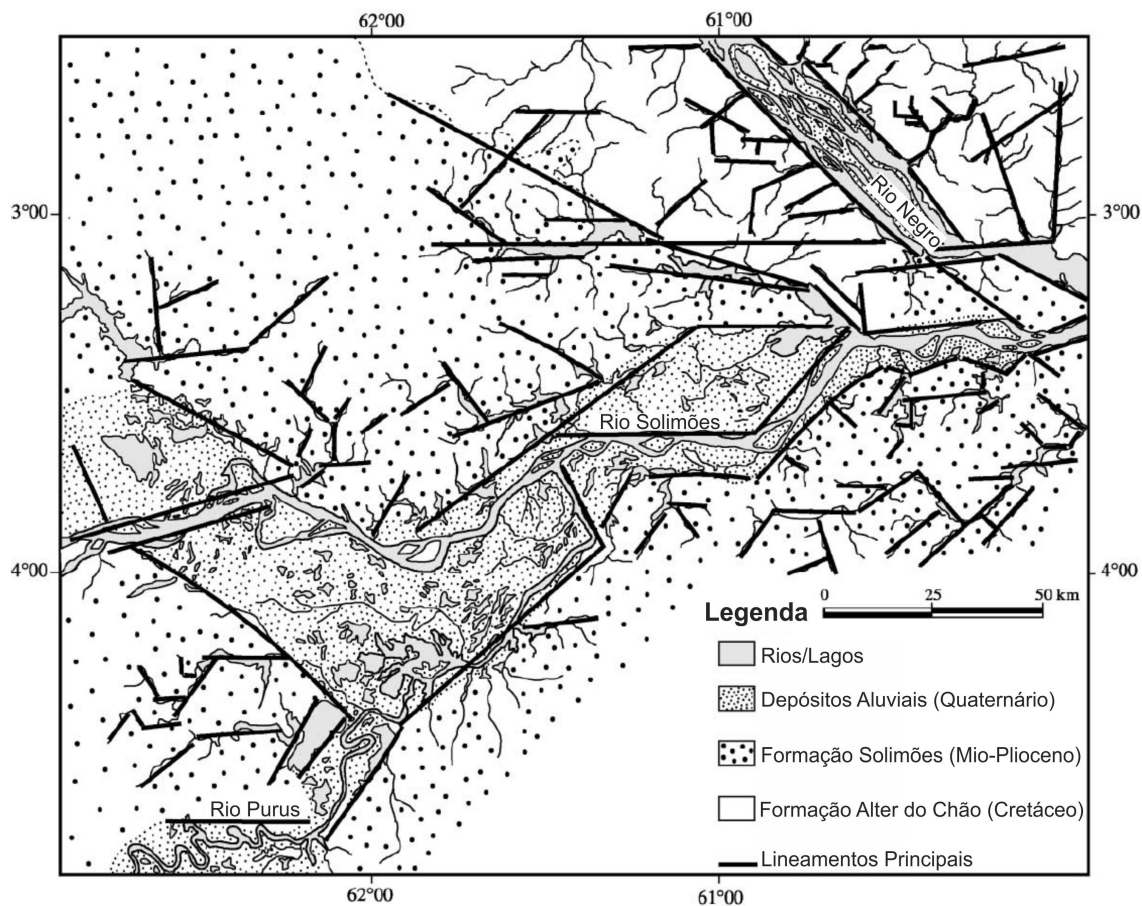 62°00' 61°00'
3°00' 3°00'
Rio Negro
Rio Solimões
4°00' 4°00'
Legenda 0 25 50 km
Rios/Lagos
Depósitos Aluviais (Quaternário)
Formação Solimões (Mio-Plioceno)
Rio Purus
Formação Alter do Chão (Cretáceo)
Lineamentos Principais
62°00' 61°00'